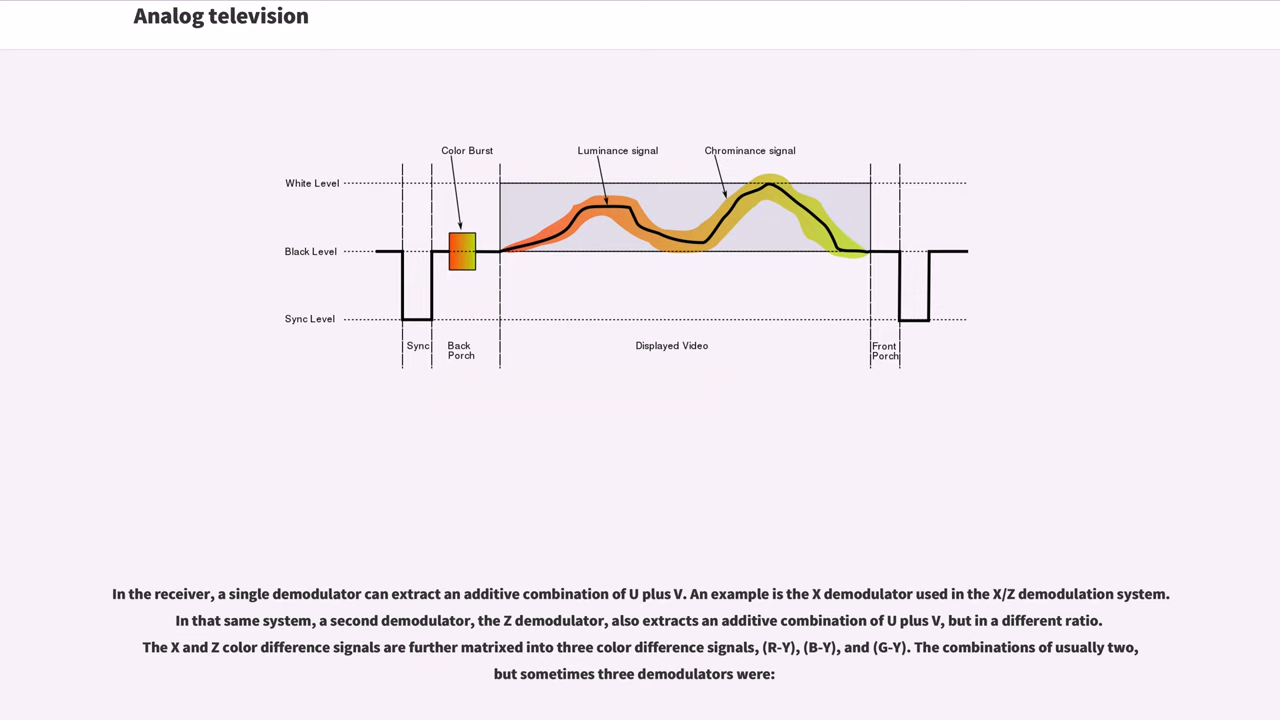 Analog television
Color Burst
Luminance signal
Chrominance signal
White Level
Black Level
Sync Level
Sync
Back
Porch
Displayed Video
Front
Porch
In the receiver, a single demodulator can extract an additive combination of U plus V. An example is the X demodulator used in the X/Z demodulation system.
In that same system, a second demodulator, the Z demodulator, also extracts an additive combination of U plus V, but in a different ratio.
The X and Z color difference signals are further matrixed into three color difference signals, (R-Y), (B-Y), and (G-Y). The combinations of usually two,
but sometimes three demodulators were: